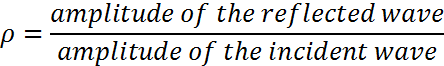 ρ = amplitude of the reflected wave / amplitude of the incident wave